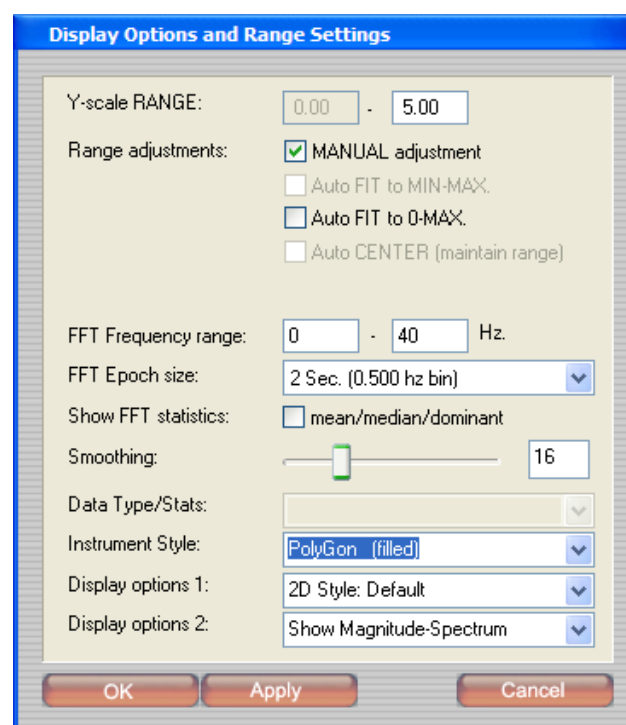 Display Options and Range Settings
Y-scale RANGE: 0.00 - 5.00
Range adjustments: MANUAL adjustment
Auto FIT to MIN-MAX.
Auto FIT to 0-MAX.
Auto CENTER (maintain range)
FFT Frequency range: 0 - 40 Hz.
FFT Epoch size: 2 Sec. (0.500 hz bin)
Show FFT statistics: mean/median/dominant
Smoothing: 16
Data Type/Stats:
Instrument Style: PolyGon (filled)
Display options 1: 2D Style: Default
Display options 2: Show Magnitude-Spectrum
OK Apply Cancel